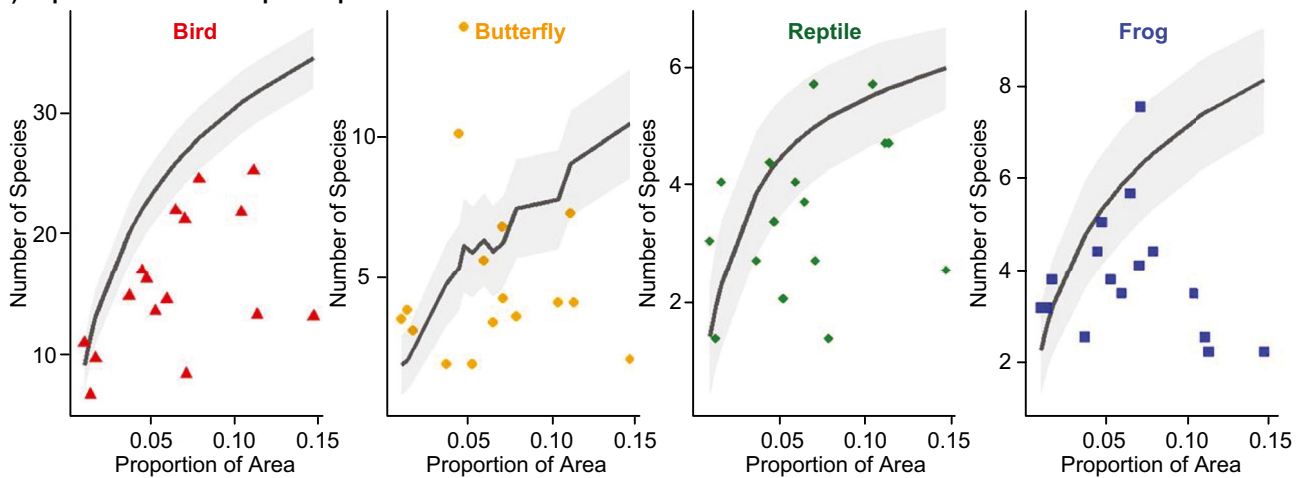 Bird
Number of Species
30
20
10
0.05 0.10 0.15
Proportion of Area
Butterfly
Number of Species
10
5
0.05 0.10 0.15
Proportion of Area
Reptile
Number of Species
6
4
2
0.05 0.10 0.15
Proportion of Area
Frog
Number of Species
8
6
4
2
0.05 0.10 0.15
Proportion of Area